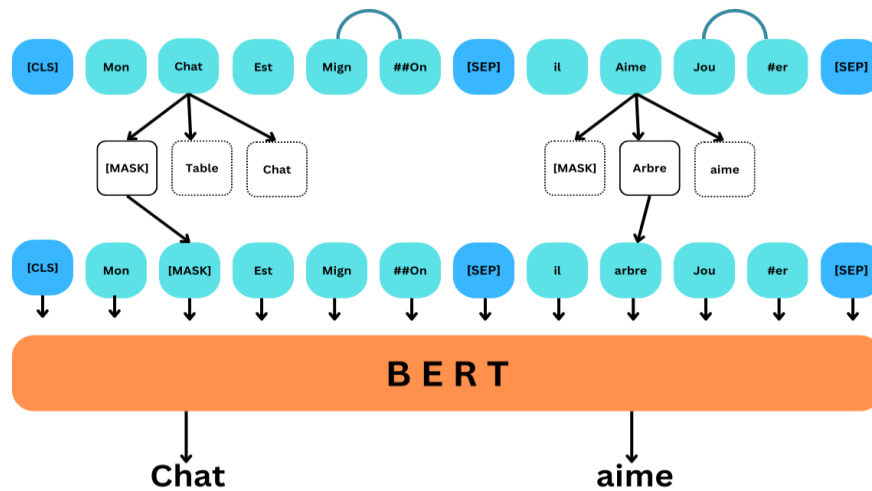 [CLS] Mon Chat Est Mign ##On [SEP] il Aime Jou #er [SEP]
[MASK] Table Chat [MASK] Arbre aime
[CLS] Mon [MASK] Est Mign ##On [SEP] il arbre Jou #er [SEP]
BERT
Chat aime